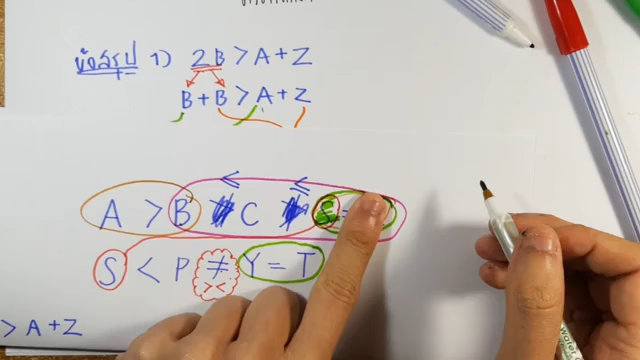 ข้อสรุป 1) 2B > A + Z
B + B > A + Z
A > B ≤ C ≤ S =
S < P ≠ Y = T
> A + Z